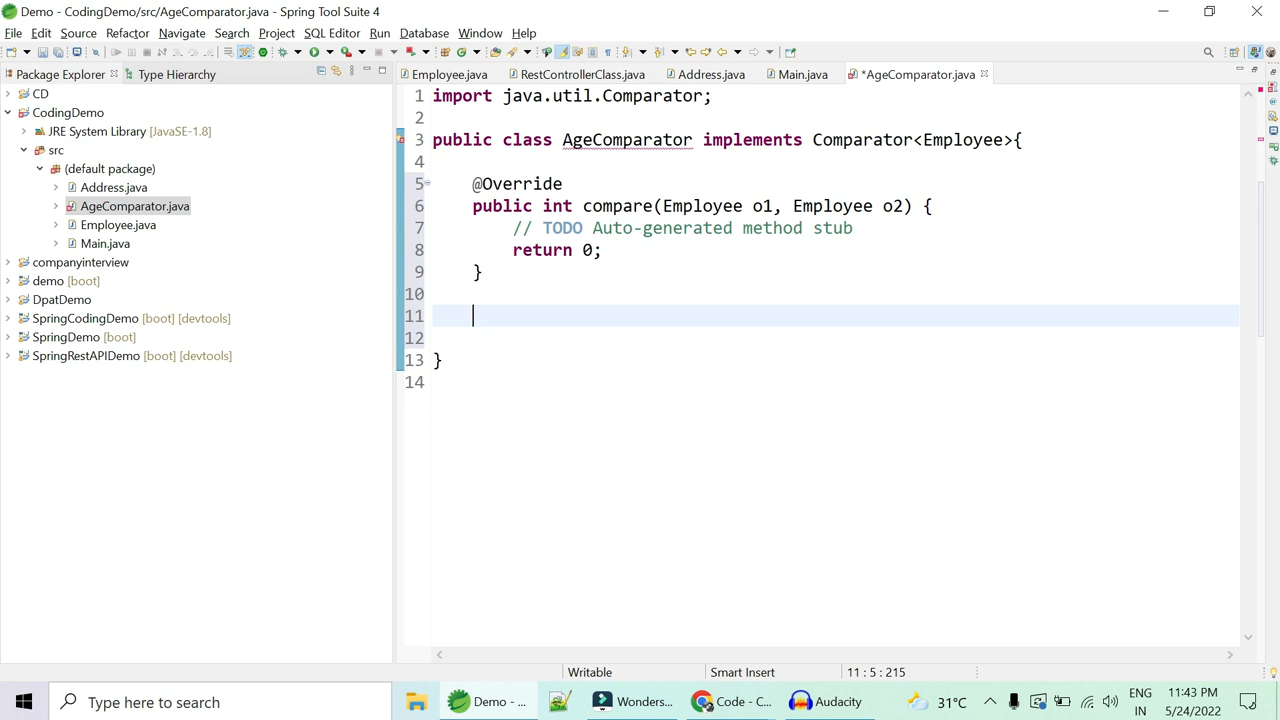 Demo - CodingDemo/src/AgeComparator.java - Spring Tool Suite 4
File Edit Source Refactor Navigate Search Project SQL Editor Run Database Window Help
Package Explorer Type Hierarchy
CD
CodingDemo
JRE System Library [JavaSE-1.8]
src
(default package)
Address.java
AgeComparator.java
Employee.java
Main.java
companyinterview
demo [boot]
DpatDemo
SpringCodingDemo [boot] [devtools]
SpringDemo [boot]
SpringRestAPIDemo [boot] [devtools]
Employee.java RestControllerClass.java Address.java Main.java *AgeComparator.java
1 import java.util.Comparator;
2
3 public class AgeComparator implements Comparator<Employee>{
4
5 @Override
6 public int compare(Employee o1, Employee o2) {
7 // TODO Auto-generated method stub
8 return 0;
9 }
10
11
12
13 }
14
Writable Smart Insert 11 : 5 : 215
Type here to search
Demo - ...
Wonders...
Code - C...
Audacity
31°C
ENG
IN
11:43 PM
5/24/2022